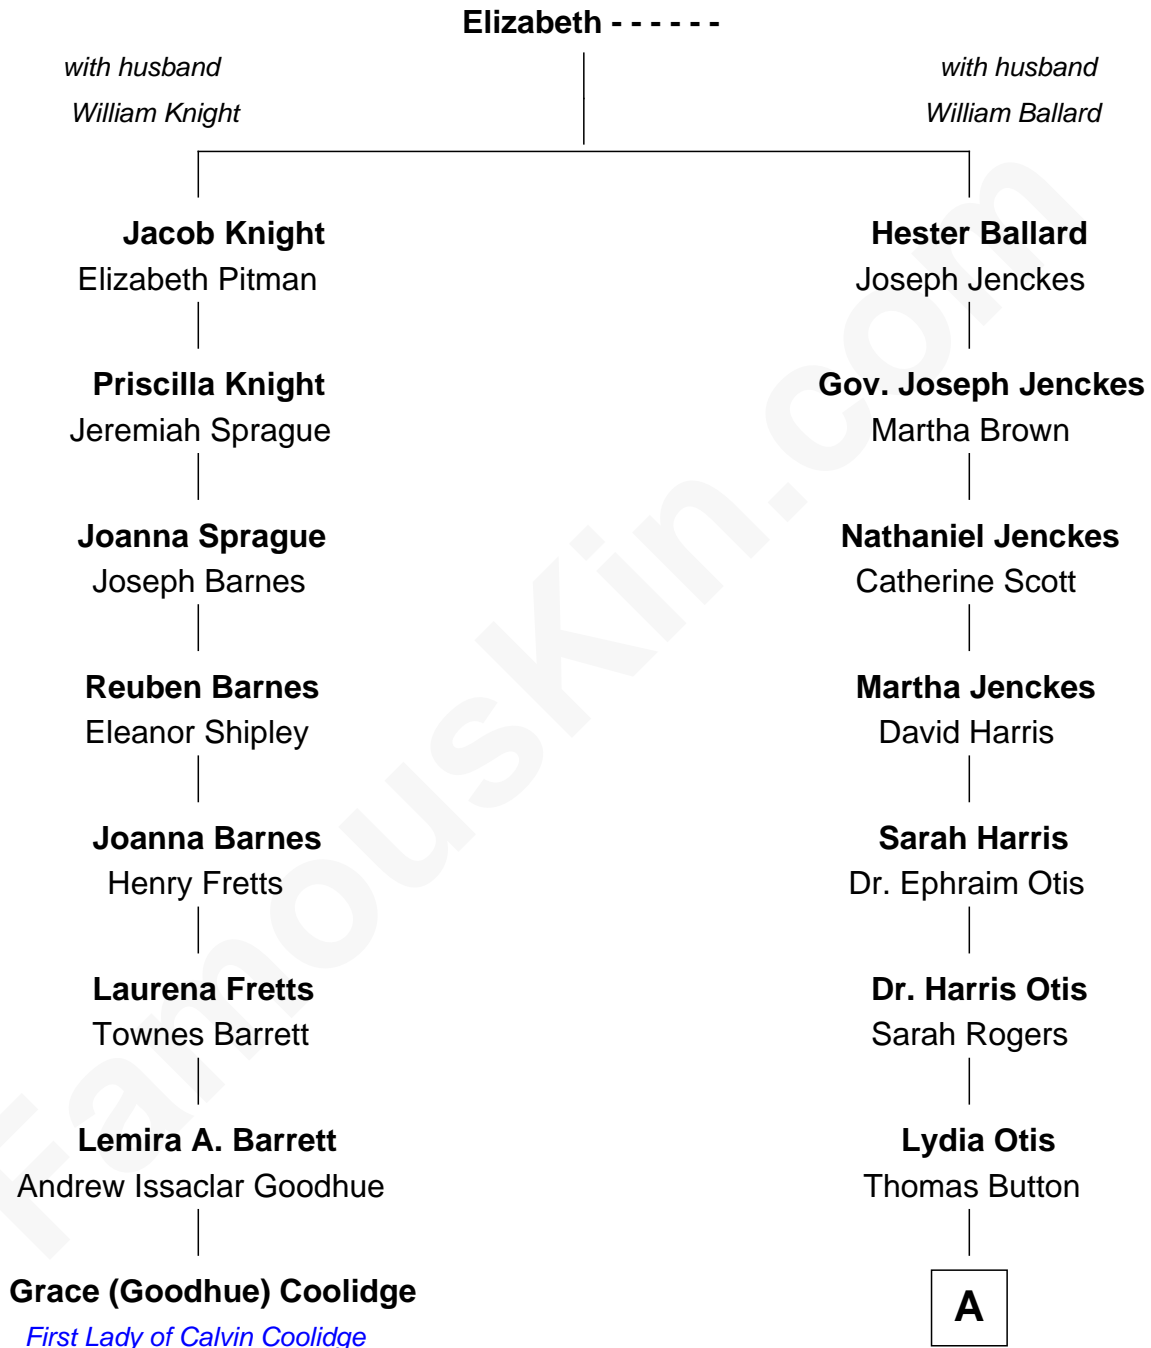 Elizabeth - - - - - -
with husband
William Knight
with husband
William Ballard
Jacob Knight
Elizabeth Pitman
Hester Ballard
Joseph Jenckes
Priscilla Knight
Jeremiah Sprague
Gov. Joseph Jenckes
Martha Brown
Joanna Sprague
Joseph Barnes
Nathaniel Jenckes
Catherine Scott
Reuben Barnes
Eleanor Shipley
Martha Jenckes
David Harris
Joanna Barnes
Henry Fretts
Sarah Harris
Dr. Ephraim Otis
Laurena Fretts
Townes Barrett
Dr. Harris Otis
Sarah Rogers
Lemira A. Barrett
Andrew Issaclar Goodhue
Lydia Otis
Thomas Button
Grace (Goodhue) Coolidge
First Lady of Calvin Coolidge
A
FamousKin.com